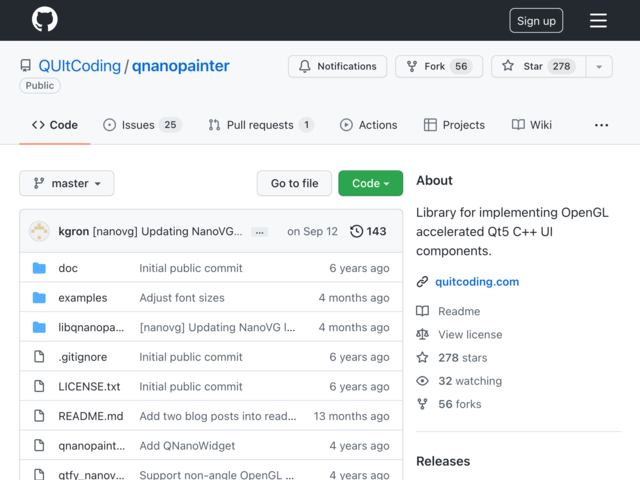 Sign up
QUItCoding / qnanopainter
Public
Notifications
Fork 56
Star 278
Code
Issues 25
Pull requests 1
Actions
Projects
Wiki
master
Go to file
Code
kgron [nanovg] Updating NanoVG... ... on Sep 12 143
doc Initial public commit 6 years ago
examples Adjust font sizes 4 months ago
libqnanopa... [nanovg] Updating NanoVG l... 4 months ago
.gitignore Initial public commit 6 years ago
LICENSE.txt Initial public commit 6 years ago
README.md Add two blog posts into read... 13 months ago
qnanopaint... Add QNanoWidget 4 years ago
qtfy_nanov... Support non-angle OpenGL ... 4 years ago
About
Library for implementing OpenGL
accelerated Qt5 C++ UI
components.
quitcoding.com
Readme
View license
278 stars
32 watching
56 forks
Releases